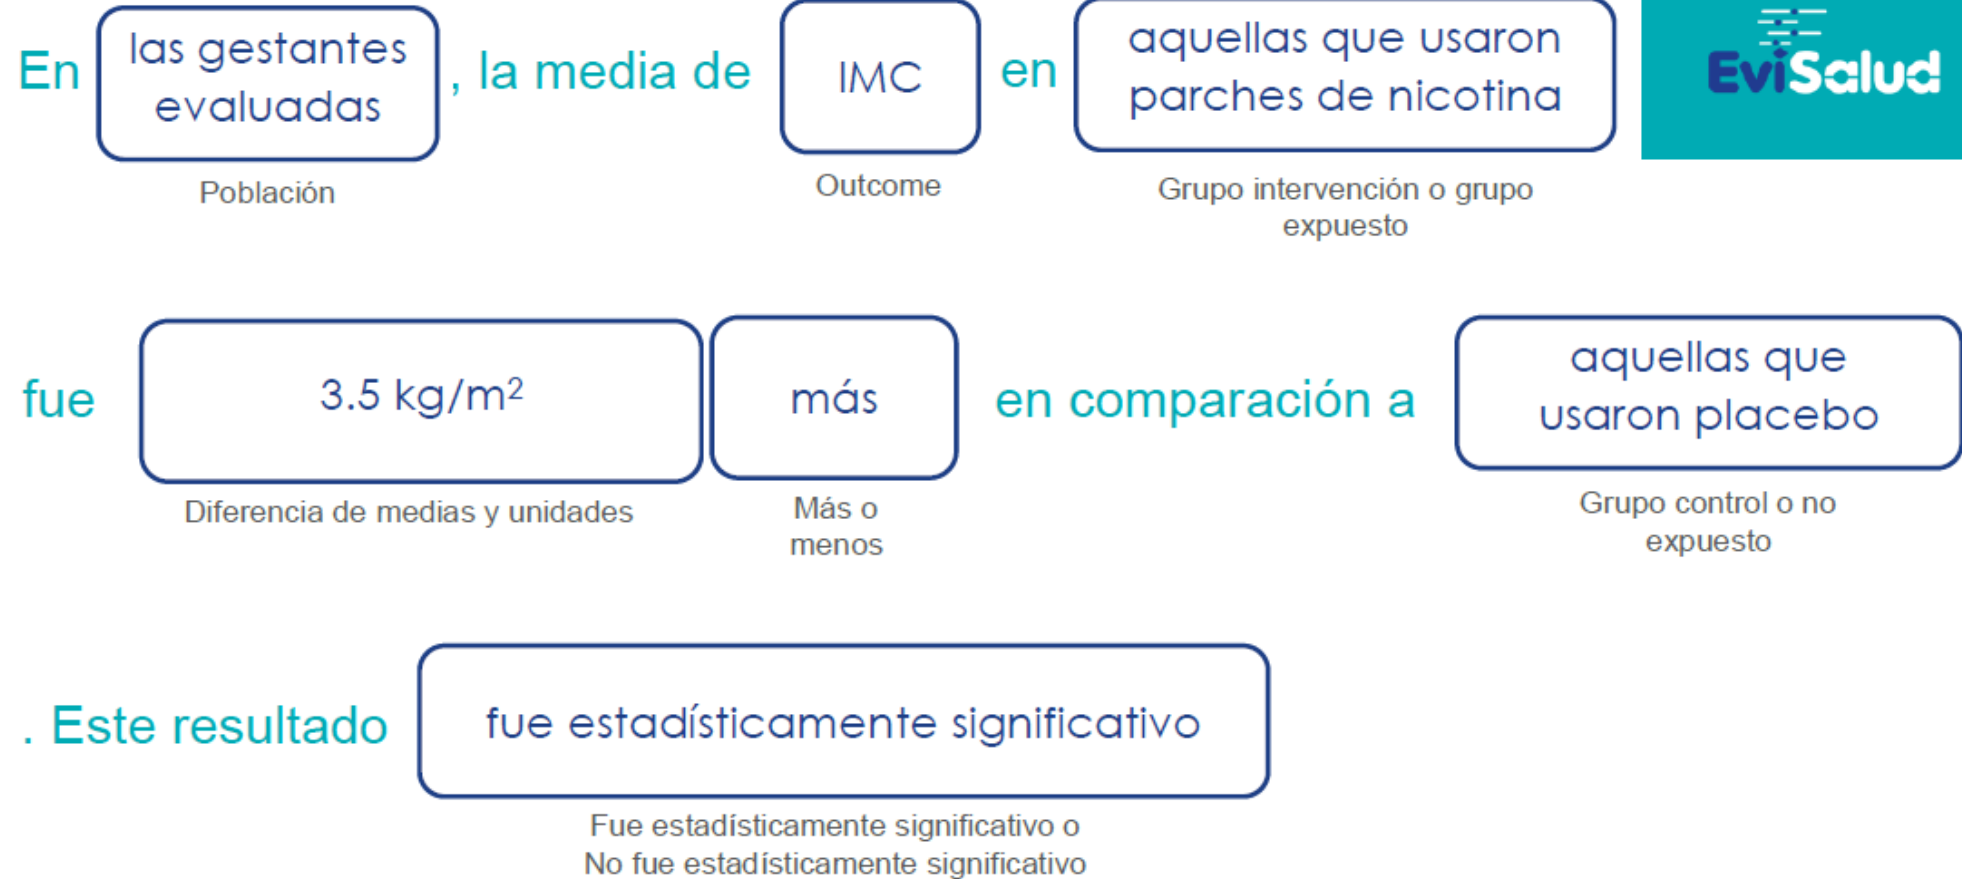 En las gestantes evaluadas, la media de IMC en aquellas que usaron parches de nicotina
EviSalud
Población
Outcome
Grupo intervención o grupo
expuesto
fue 3.5 kg/m² más en comparación a aquellas que usaron placebo
Diferencia de medias y unidades
Más o
menos
Grupo control o no
expuesto
. Este resultado fue estadísticamente significativo
Fue estadísticamente significativo o
No fue estadísticamente significativo